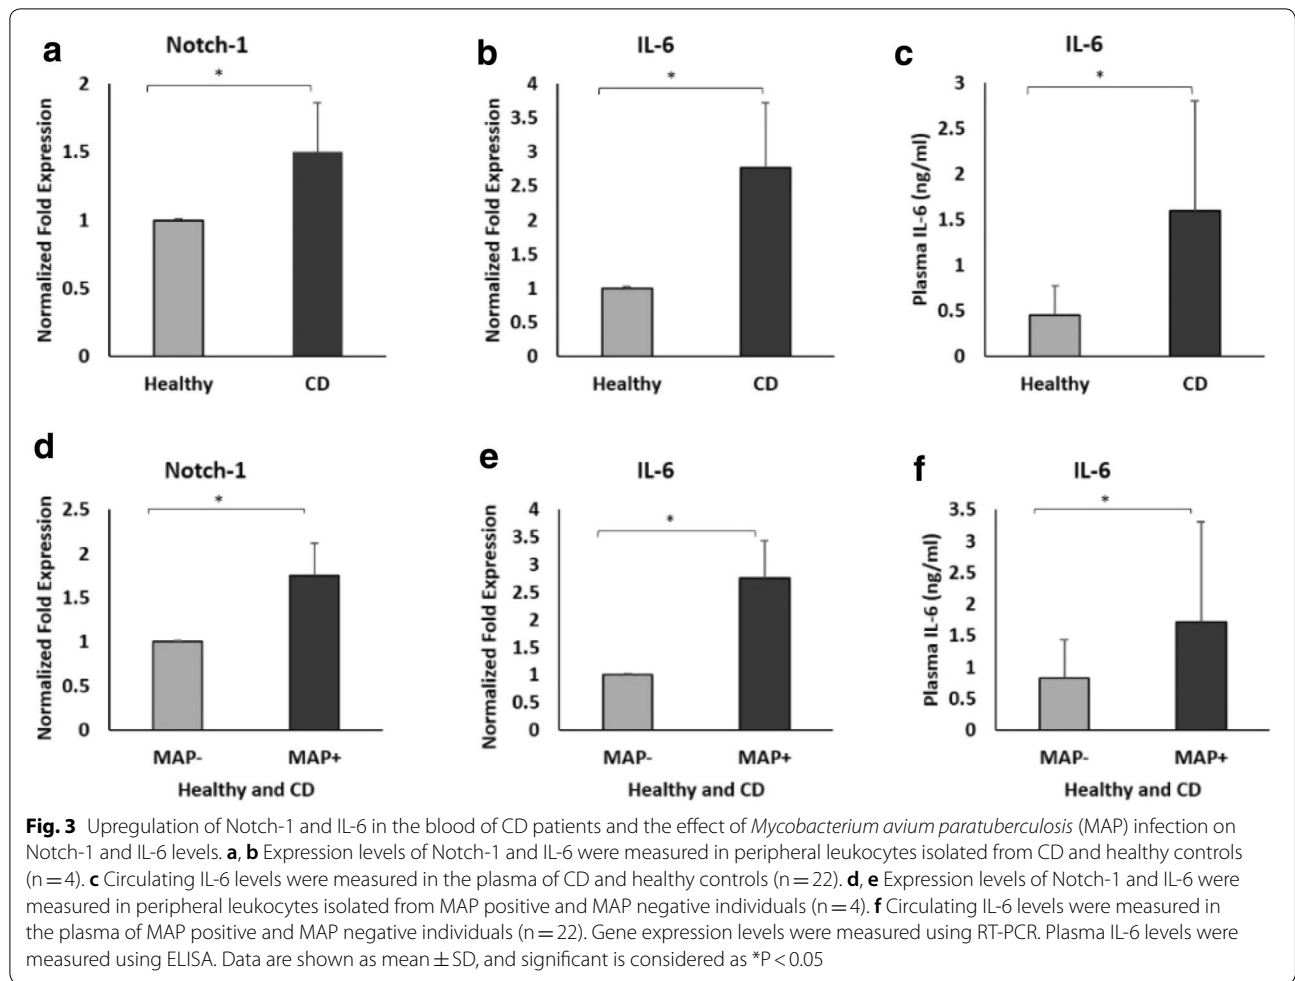 a
Notch-1
*
Normalized Fold Expression
2
1.5
1
0.5
0
Healthy
CD
b
IL-6
*
Normalized Fold Expression
4
3.5
3
2.5
2
1.5
1
0.5
0
Healthy
CD
c
IL-6
*
Plasma IL-6 (ng/ml)
3
2.5
2
1.5
1
0.5
0
Healthy
CD
d
Notch-1
*
Normalized Fold Expression
2.5
2
1.5
1
0.5
0
MAP-
MAP+
Healthy and CD
e
IL-6
*
Normalized Fold Expression
4
3.5
3
2.5
2
1.5
1
0.5
0
MAP-
MAP+
Healthy and CD
f
IL-6
*
Plasma IL-6 (ng/ml)
3.5
3
2.5
2
1.5
1
0.5
0
MAP-
MAP+
Healthy and CD
Fig. 3 Upregulation of Notch-1 and IL-6 in the blood of CD patients and the effect of Mycobacterium avium paratuberculosis (MAP) infection on
Notch-1 and IL-6 levels. a, b Expression levels of Notch-1 and IL-6 were measured in peripheral leukocytes isolated from CD and healthy controls
(n = 4). c Circulating IL-6 levels were measured in the plasma of CD and healthy controls (n = 22). d, e Expression levels of Notch-1 and IL-6 were
measured in peripheral leukocytes isolated from MAP positive and MAP negative individuals (n = 4). f Circulating IL-6 levels were measured in
the plasma of MAP positive and MAP negative individuals (n = 22). Gene expression levels were measured using RT-PCR. Plasma IL-6 levels were
measured using ELISA. Data are shown as mean ± SD, and significant is considered as *P < 0.05